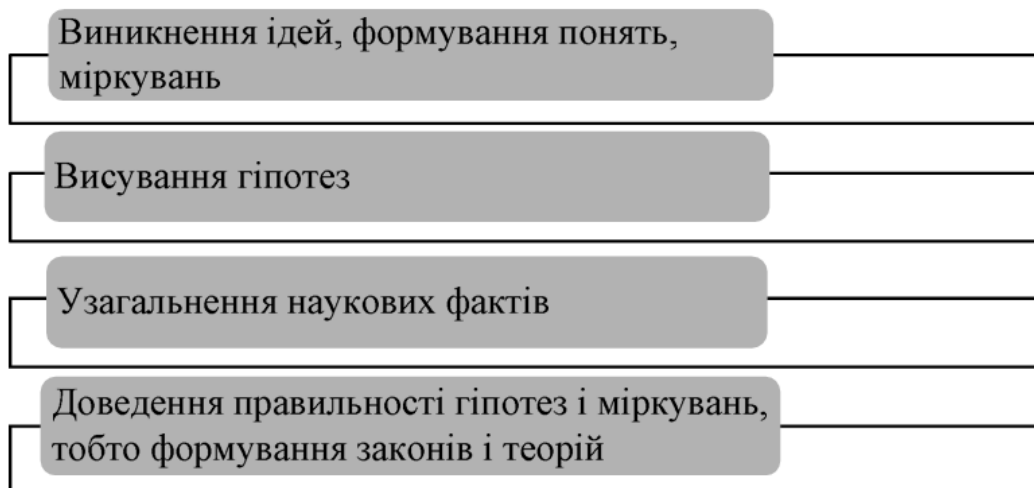 Виникнення ідей, формування понять,
міркувань
Висування гіпотез
Узагальнення наукових фактів
Доведення правильності гіпотез і міркувань,
тобто формування законів і теорій